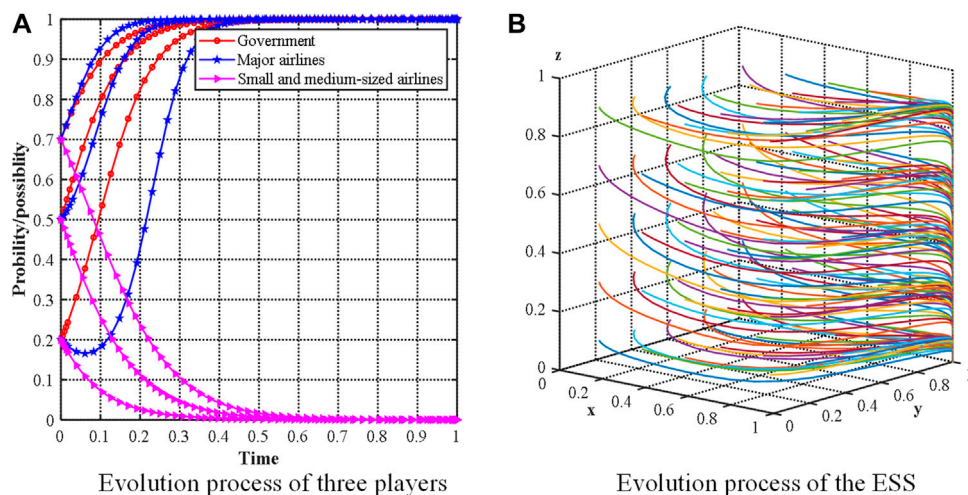 A
B
Government
Major airlines
Small and medium-sized airlines
1
0.9
0.8
0.7
0.6
0.5
0.4
0.3
0.2
0.1
0
Probility/possibility
0 0.1 0.2 0.3 0.4 0.5 0.6 0.7 0.8 0.9 1
Time
Evolution process of three players
z
1
0.8
0.6
0.4
0.2
0
0 0.2 0.4 0.6 0.8 1
x
0 0.2 0.4 0.6 0.8 1
y
Evolution process of the ESS